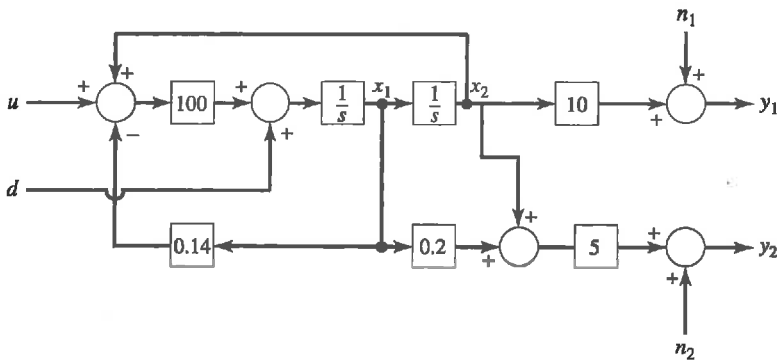 n1
+ + x1 x2 +
u 100 + 1/s 1/s 10 + y1
− +
d
+
0.14 0.2 + 5 + y2
+
n2